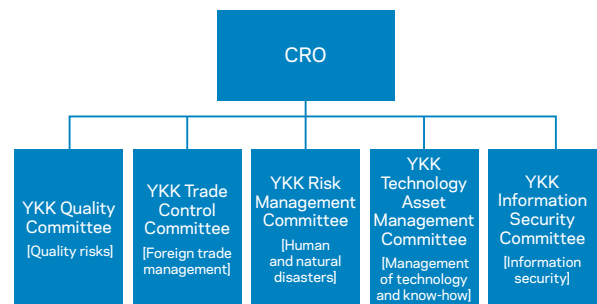 CRO
YKK Quality
Committee
[Quality risks]
YKK Trade
Control
Committee
[Foreign trade
management]
YKK Risk
Management
Committee
[Human
and natural
disasters]
YKK
Technology
Asset
Management
Committee
[Management
of technology
and know-how]
YKK
Information
Security
Committee
[Information
security]